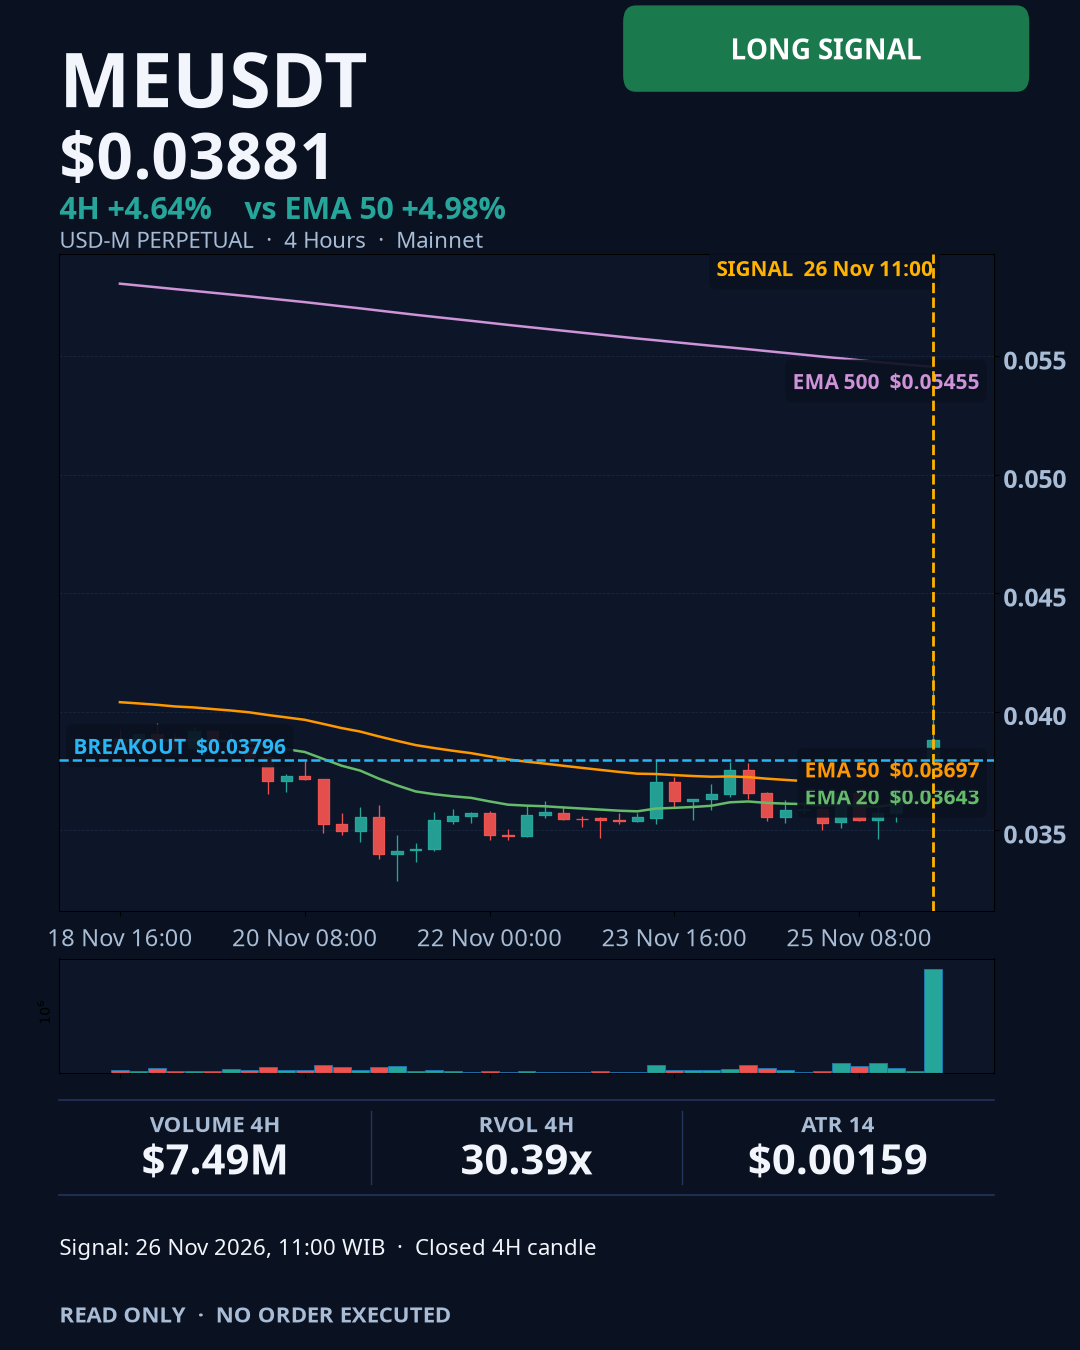 LONG SIGNAL
MEUSDT
$0.03881
4H +4.64% vs EMA 50 +4.98%
USD-M PERPETUAL · 4 Hours · Mainnet
SIGNAL 26 Nov 11:00
0.055
EMA 500 $0.05455
0.050
0.045
0.040
BREAKOUT $0.03796
EMA 50 $0.03697
EMA 20 $0.03643
0.035
18 Nov 16:00 20 Nov 08:00 22 Nov 00:00 23 Nov 16:00 25 Nov 08:00
10⁶
VOLUME 4H RVOL 4H ATR 14
$7.49M 30.39x $0.00159
Signal: 26 Nov 2026, 11:00 WIB · Closed 4H candle
READ ONLY · NO ORDER EXECUTED